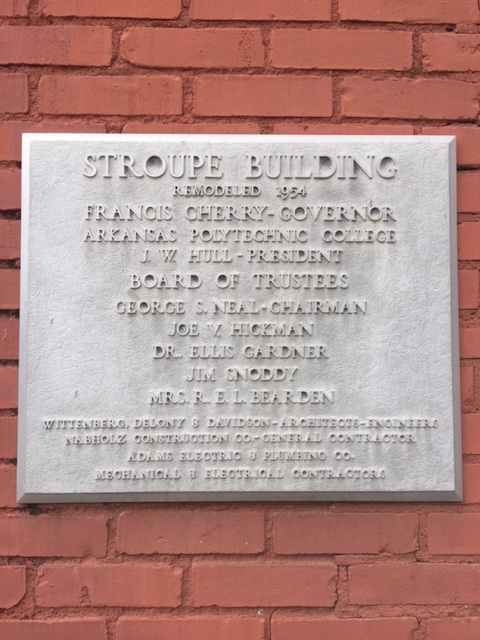 STROUPE BUILDING
REMODELED 1954
FRANCIS CHERRY-GOVERNOR
ARKANSAS POLYTECHNIC COLLEGE
J. W. HULL-PRESIDENT
BOARD OF TRUSTEES
GEORGE S. NEAL-CHAIRMAN
JOE V. HICKMAN
DR. ELLIS GARDNER
JIM SNODDY
MRS. R. E. L. BEARDEN
WITTENBERG, DELONY & DAVIDSON-ARCHITECTS-ENGINEERS
NABHOLZ CONSTRUCTION CO-GENERAL CONTRACTOR
ADAMS ELECTRIC & PLUMBING CO-
MECHANICAL & ELECTRICAL CONTRACTORS